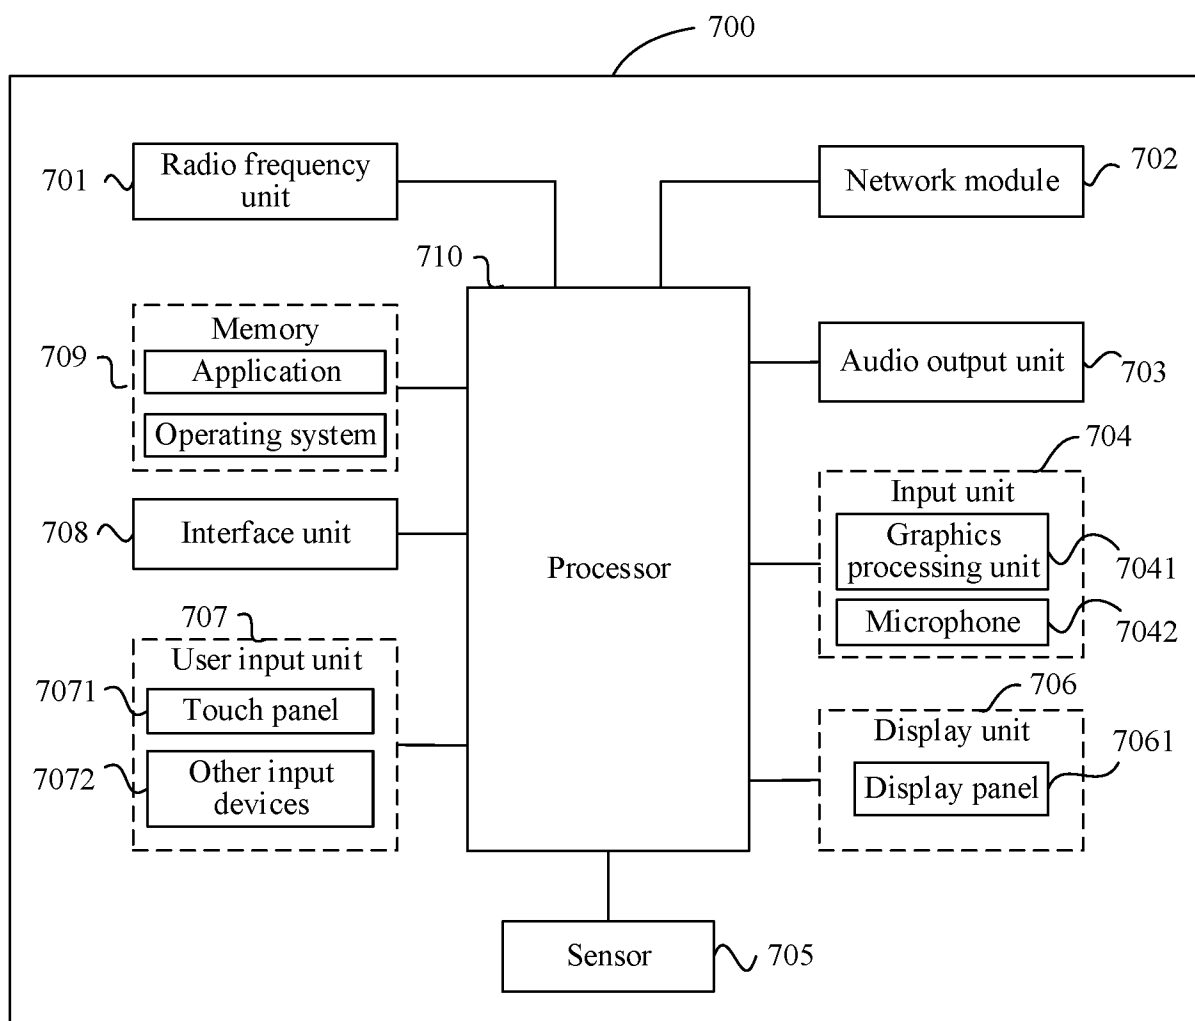 700
701
Radio frequency
unit
Network module
702
710
709
Memory
Application
Operating system
Audio output unit
703
704
Input unit
Graphics
processing unit
7041
Microphone
7042
708
Interface unit
Processor
707
User input unit
7071
Touch panel
7072
Other input
devices
706
Display unit
7061
Display panel
Sensor
705